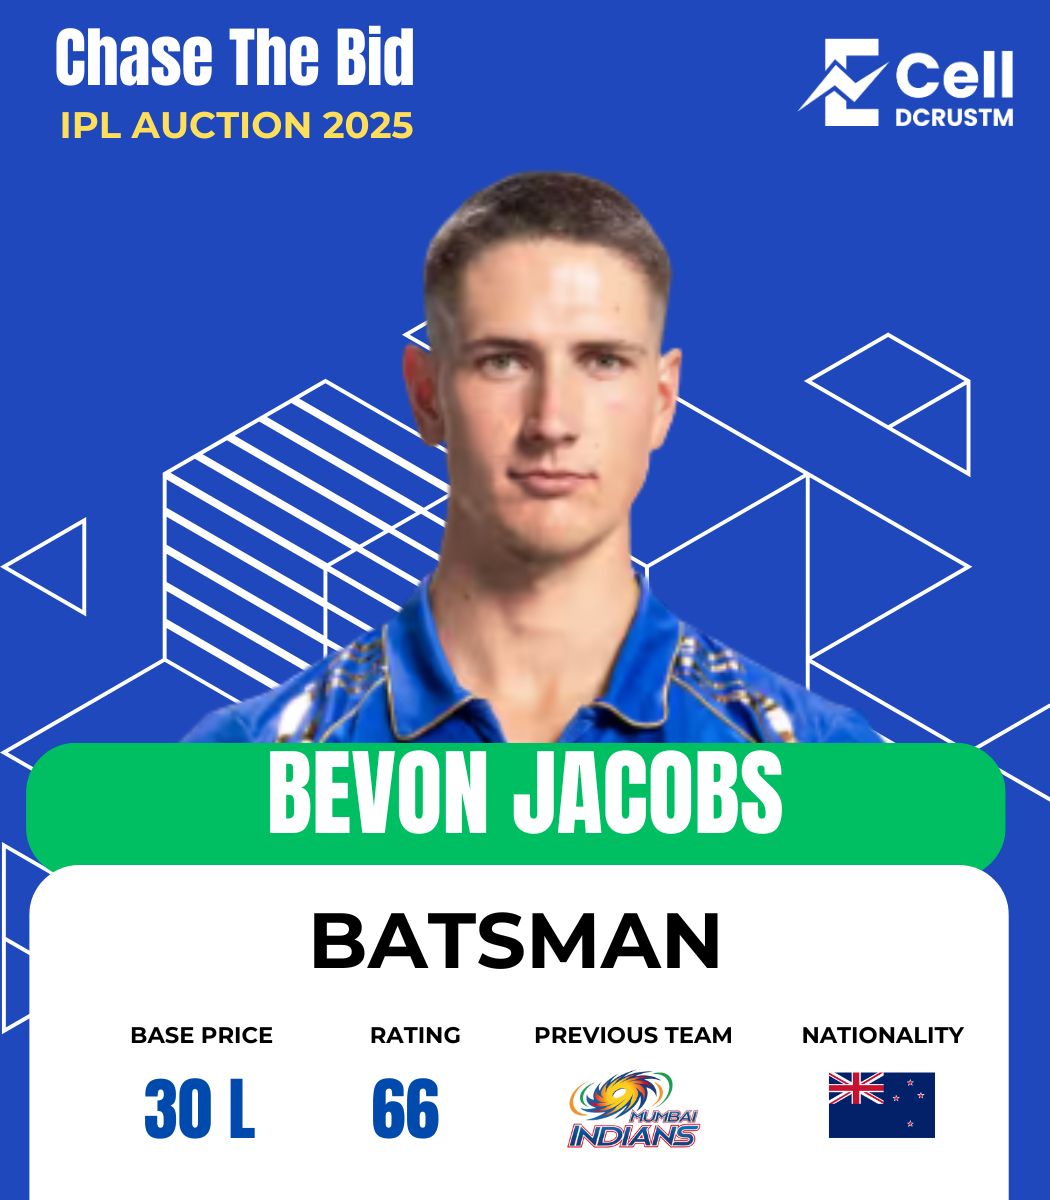 Chase The Bid
IPL AUCTION 2025
Cell
DCRUSTM
BEVON JACOBS
BATSMAN
BASE PRICE
30 L
RATING
66
PREVIOUS TEAM
MUMBAI
INDIANS
NATIONALITY